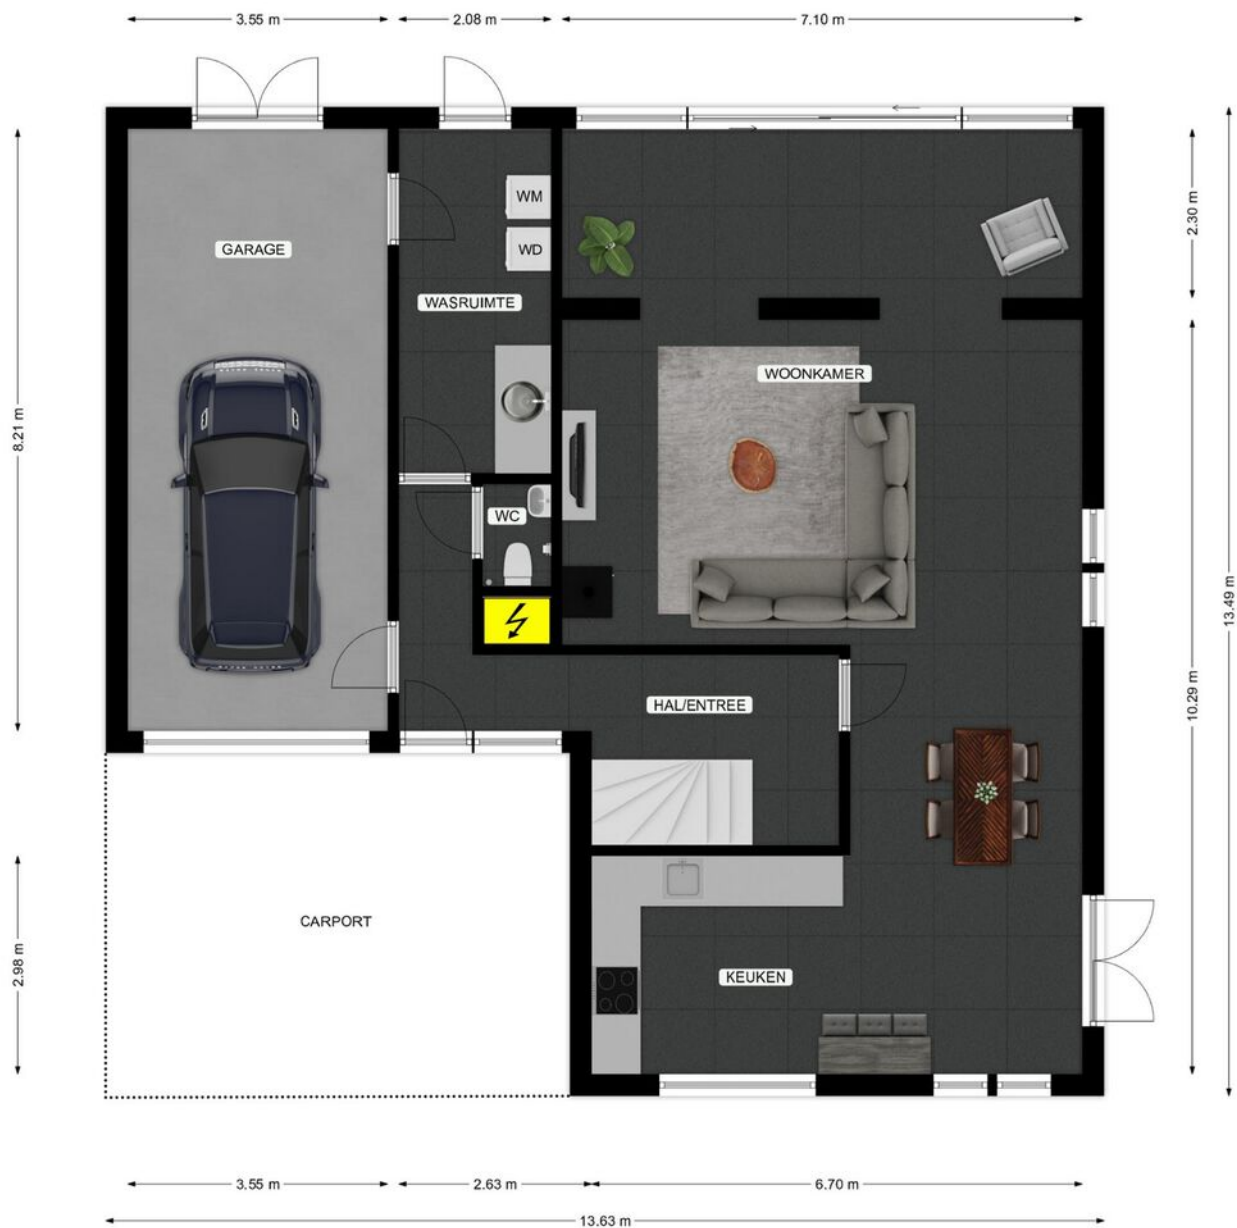 3.55 m
2.08 m
7.10 m
WM
WD
GARAGE
WASRUIMTE
2.30 m
WOONKAMER
8.21 m
WC
13.49 m
HAL/ENTREE
10.29 m
CARPORT
KEUKEN
2.98 m
3.55 m
2.63 m
6.70 m
13.63 m